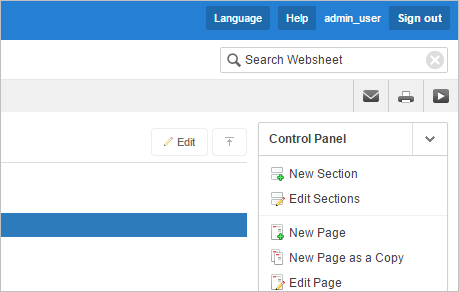 Language Help admin_user Sign out
Search Websheet
Edit
Control Panel
New Section
Edit Sections
New Page
New Page as a Copy
Edit Page